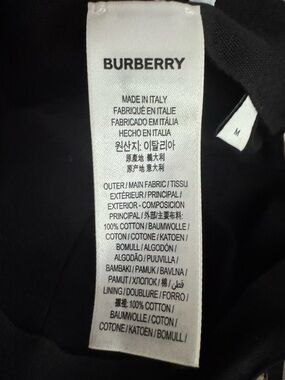 BURBERRY
MADE IN ITALY
FABRIQUÉ EN ITALIE
FABRICADO EM ITÁLIA
HECHO EN ITALIA
원산지: 이탈리아
原產地 義大利
原产地 意大利
OUTER / MAIN FABRIC / TISSU
EXTÉRIEUR / PRINCIPAL /
EXTERIOR - COMPOSICION
PRINCIPAL / 外部/主要布料:
100% COTTON / BAUMWOLLE /
COTON / COTONE / KATOEN /
BOMULL / ALGODÓN /
ALGODÃO / PUUVILLA /
BAMBAKI / PAMUK / BAVLNA /
PAMUT / ХЛОПОК / 棉 / قطن /
LINING / DOUBLURE / FORRO /
裡裢: 100% COTTON /
BAUMWOLLE / COTON /
COTONE / KATOEN / BOMULL /
M